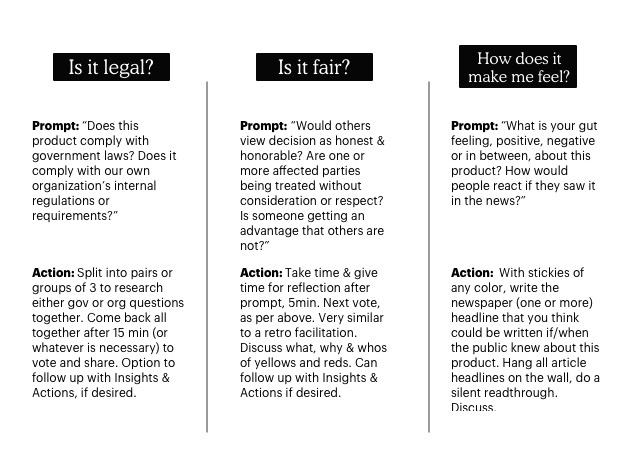 Is it legal?
Prompt: “Does this
product comply with
government laws? Does it
comply with our own
organization’s internal
regulations or
requirements?”
Action: Split into pairs or
groups of 3 to research
either gov or org questions
together. Come back all
together after 15 min (or
whatever is necessary) to
vote and share. Option to
follow up with Insights &
Actions, if desired.
Is it fair?
Prompt: “Would others
view decision as honest &
honorable? Are one or
more affected parties
being treated without
consideration or respect?
Is someone getting an
advantage that others are
not?”
Action: Take time & give
time for reflection after
prompt, 5min. Next vote,
as per above. Very similar
to a retro facilitation.
Discuss what, why & whos
of yellows and reds. Can
follow up with Insights &
Actions if desired.
How does it
make me feel?
Prompt: “What is your gut
feeling, positive, negative
or in between, about this
product? How would
people react if they saw it
in the news?”
Action: With stickies of
any color, write the
newspaper (one or more)
headline that you think
could be written if/when
the public knew about this
product. Hang all article
headlines on the wall, do a
silent readthrough.
Discuss.